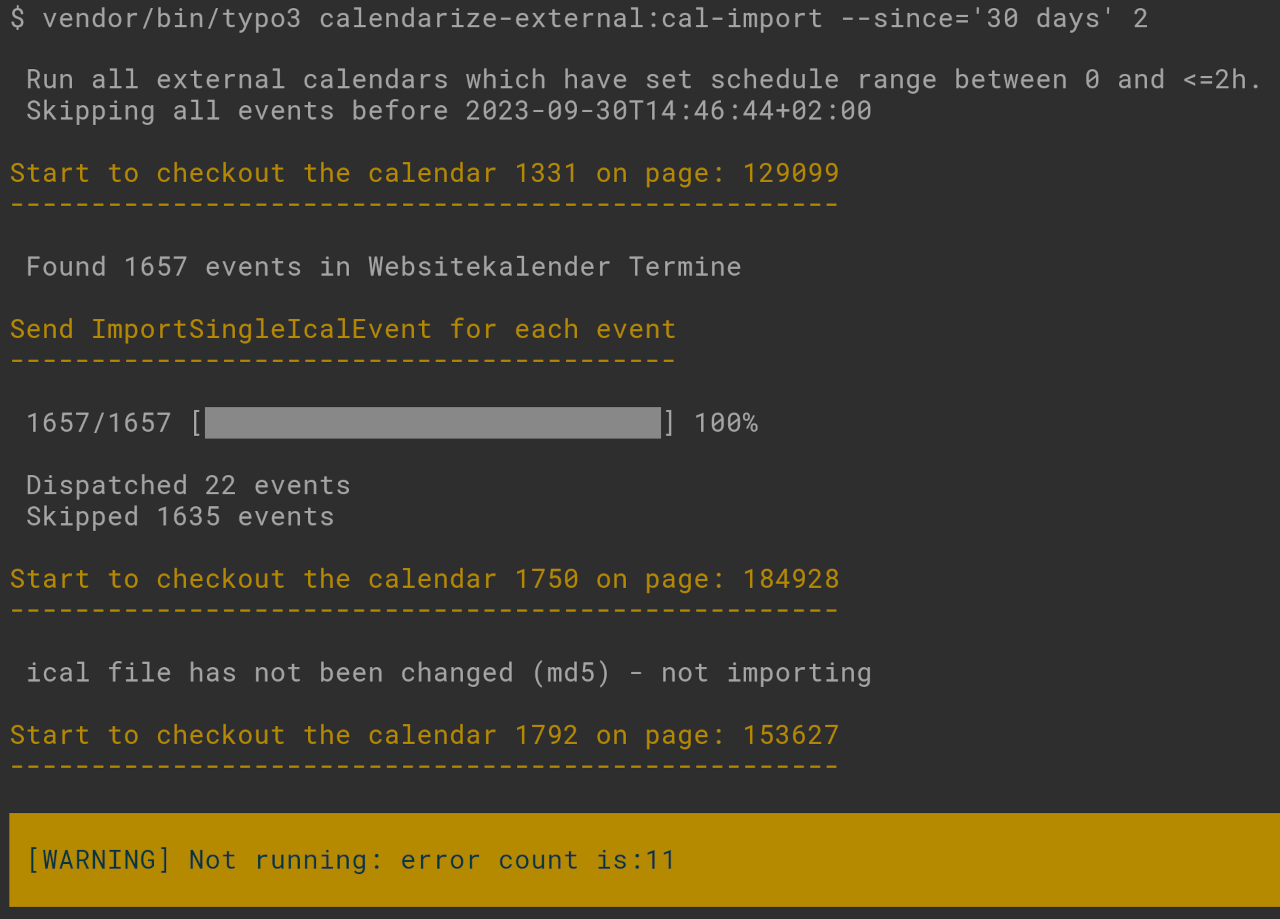 $ vendor/bin/typo3 calendarize-external:cal-import --since='30 days' 2
Run all external calendars which have set schedule range between 0 and <=2h.
Skipping all events before 2023-09-30T14:46:44+02:00
Start to checkout the calendar 1331 on page: 129099
---------------------------------------------------
Found 1657 events in Websitekalender Termine
Send ImportSingleIcalEvent for each event
-----------------------------------------
1657/1657 [▓▓▓▓▓▓▓▓▓▓▓▓▓▓▓▓▓▓▓▓▓▓▓▓▓▓▓▓] 100%
Dispatched 22 events
Skipped 1635 events
Start to checkout the calendar 1750 on page: 184928
---------------------------------------------------
ical file has not been changed (md5) - not importing
Start to checkout the calendar 1792 on page: 153627
---------------------------------------------------
[WARNING] Not running: error count is:11